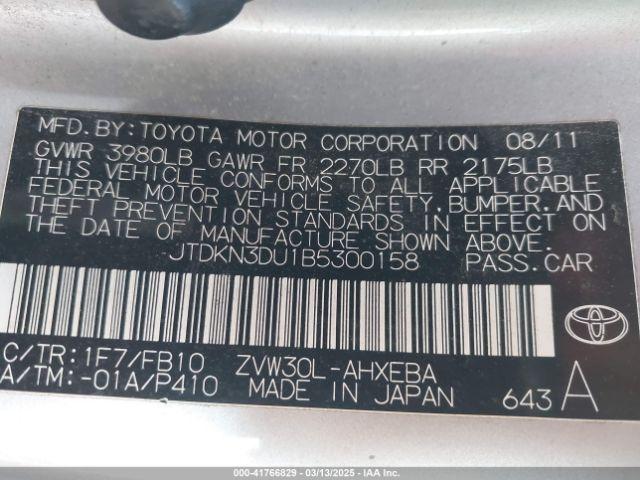 MFD. BY: TOYOTA MOTOR CORPORATION 08/11
GVWR 3980LB GAWR FR 2270LB RR 2175LB
THIS VEHICLE CONFORMS TO ALL APPLICABLE
FEDERAL MOTOR VEHICLE SAFETY, BUMPER, AND
THEFT PREVENTION STANDARDS IN EFFECT ON
THE DATE OF MANUFACTURE SHOWN ABOVE.
JTDKN3DU1B5300158 PASS.CAR
C/TR: 1F7/FB10 ZVW30L-AHXEBA
A/TM: -01A/P410 MADE IN JAPAN 643 A
TOYOTA
000-41766829 - 03/13/2025 - IAA Inc.